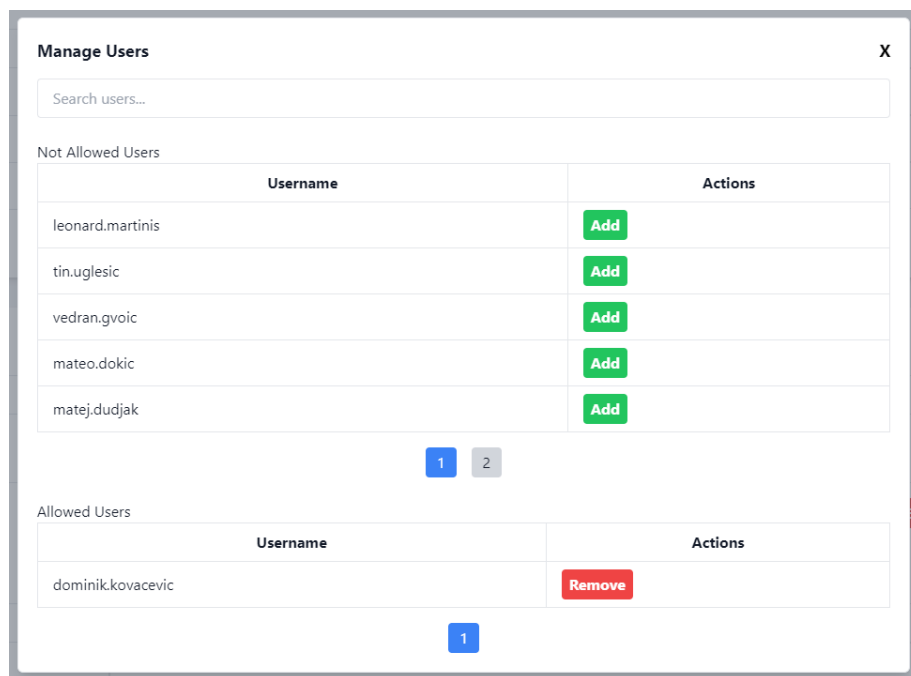 Manage Users X
Search users...
Not Allowed Users
Username Actions
leonard.martinis Add
tin.uglesic Add
vedran.gvoic Add
mateo.dokic Add
matej.dudjak Add
1 2
Allowed Users
Username Actions
dominik.kovacevic Remove
1